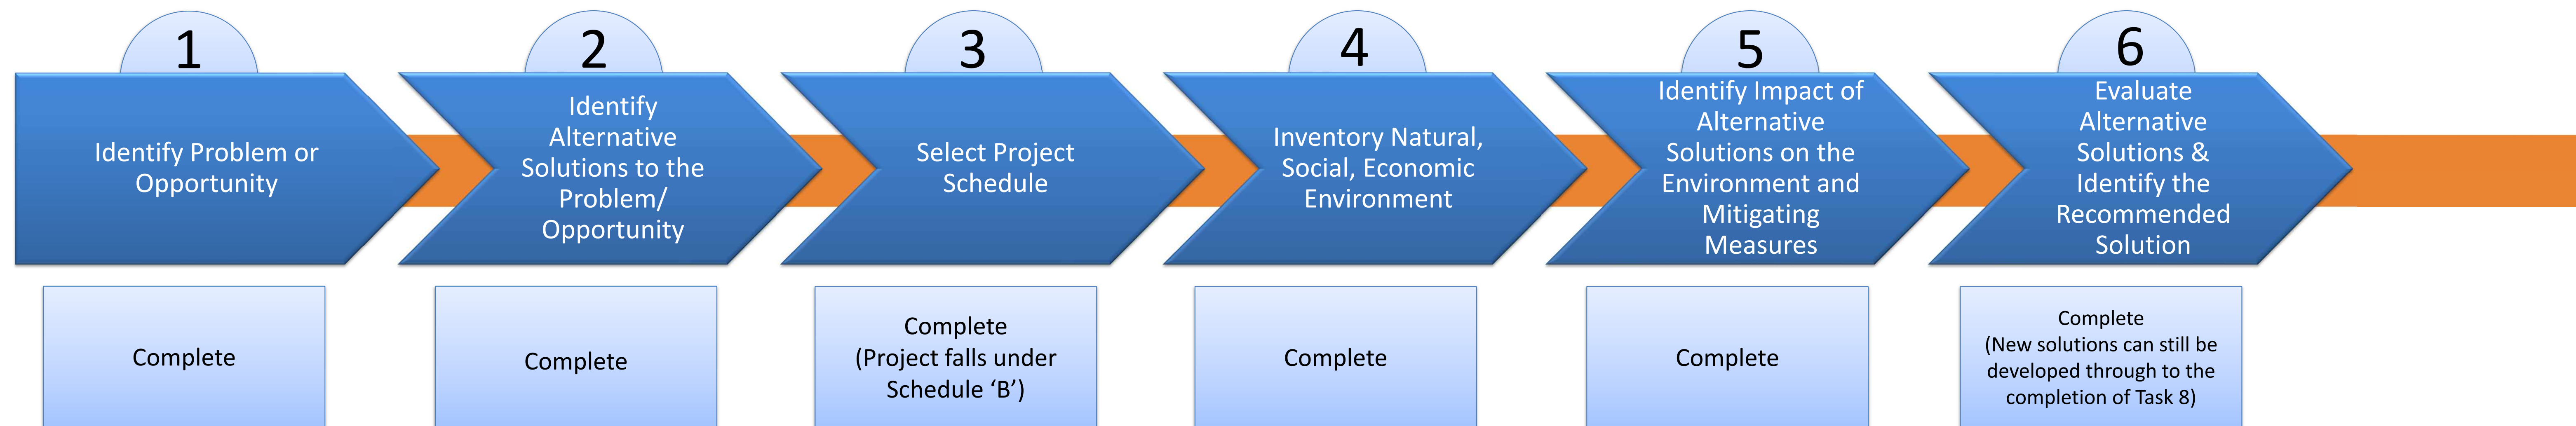 1
Identify Problem or
Opportunity
Complete
2
Identify
Alternative
Solutions to the
Problem/
Opportunity
Complete
3
Select Project
Schedule
Complete
(Project falls under
Schedule ‘B’)
4
Inventory Natural,
Social, Economic
Environment
Complete
5
Identify Impact of
Alternative
Solutions on the
Environment and
Mitigating
Measures
Complete
6
Evaluate
Alternative
Solutions &
Identify the
Recommended
Solution
Complete
(New solutions can still be
developed through to the
completion of Task 8)